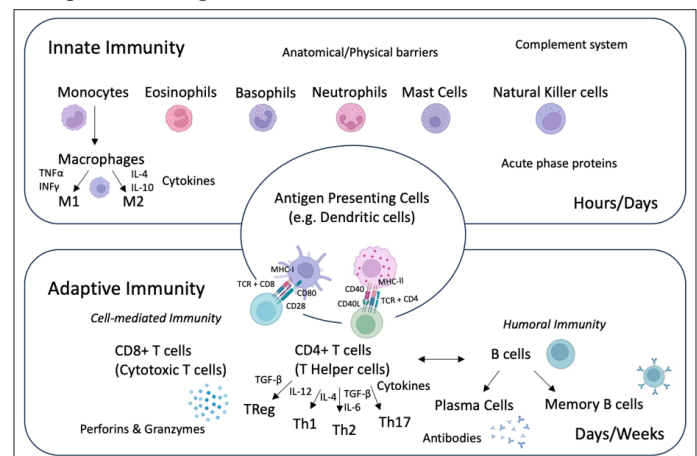 Innate Immunity
Anatomical/Physical barriers
Complement system
Monocytes
Eosinophils
Basophils
Neutrophils
Mast Cells
Natural Killer cells
Macrophages
TNFα
INFγ
IL-4
IL-10
Cytokines
M1
M2
Acute phase proteins
Hours/Days
Antigen Presenting Cells
(e.g. Dendritic cells)
MHC-I
TCR + CD8
CD80
CD28
MHC-II
CD40
CD40L
TCR + CD4
Adaptive Immunity
Cell-mediated Immunity
Humoral Immunity
CD8+ T cells
(Cytotoxic T cells)
CD4+ T cells
(T Helper cells)
B cells
TGF-β
IL-12
IL-4
TGF-β
IL-6
Cytokines
TReg
Th1
Th2
Th17
Plasma Cells
Memory B cells
Perforins & Granzymes
Antibodies
Days/Weeks